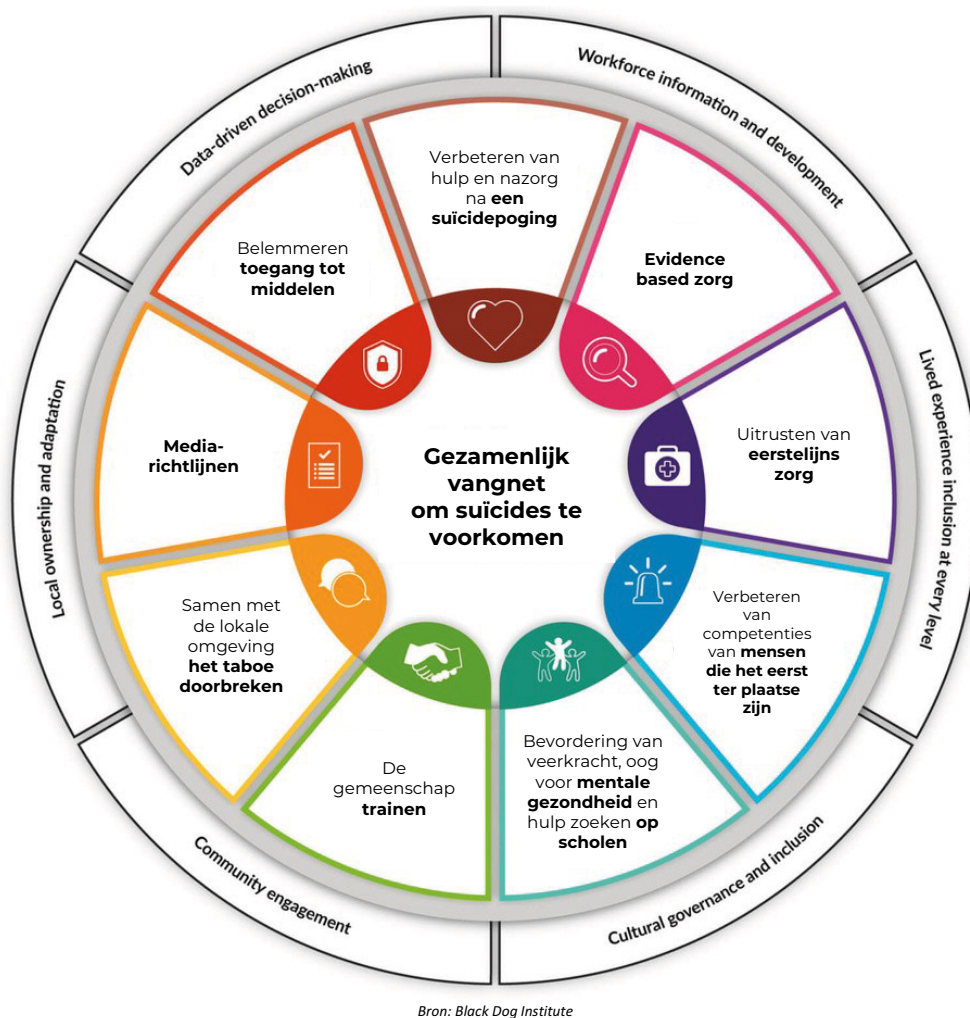 Data-driven decision-making
Workforce information and development
Lived experience inclusion at every level
Cultural governance and inclusion
Community engagement
Local ownership and adaptation
Verbeteren van
hulp en nazorg
na een
suïcidepoging
Evidence
based zorg
Uitrusten van
eerstelijns
zorg
Verbeteren
van
competenties
van mensen
die het eerst
ter plaatse
zijn
Bevordering van
veerkracht, oog
voor mentale
gezondheid en
hulp zoeken op
scholen
De
gemeenschap
trainen
Samen met
de lokale
omgeving
het taboe
doorbreken
Media-
richtlijnen
Belemmeren
toegang tot
middelen
Gezamenlijk
vangnet
om suïcides te
voorkomen
Bron: Black Dog Institute